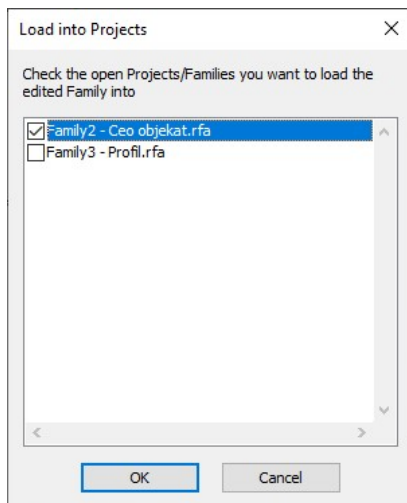 Load into Projects
Check the open Projects/Families you want to load the
edited Family into
Family2 - Ceo objekat.rfa
Family3 - Profil.rfa
OK
Cancel